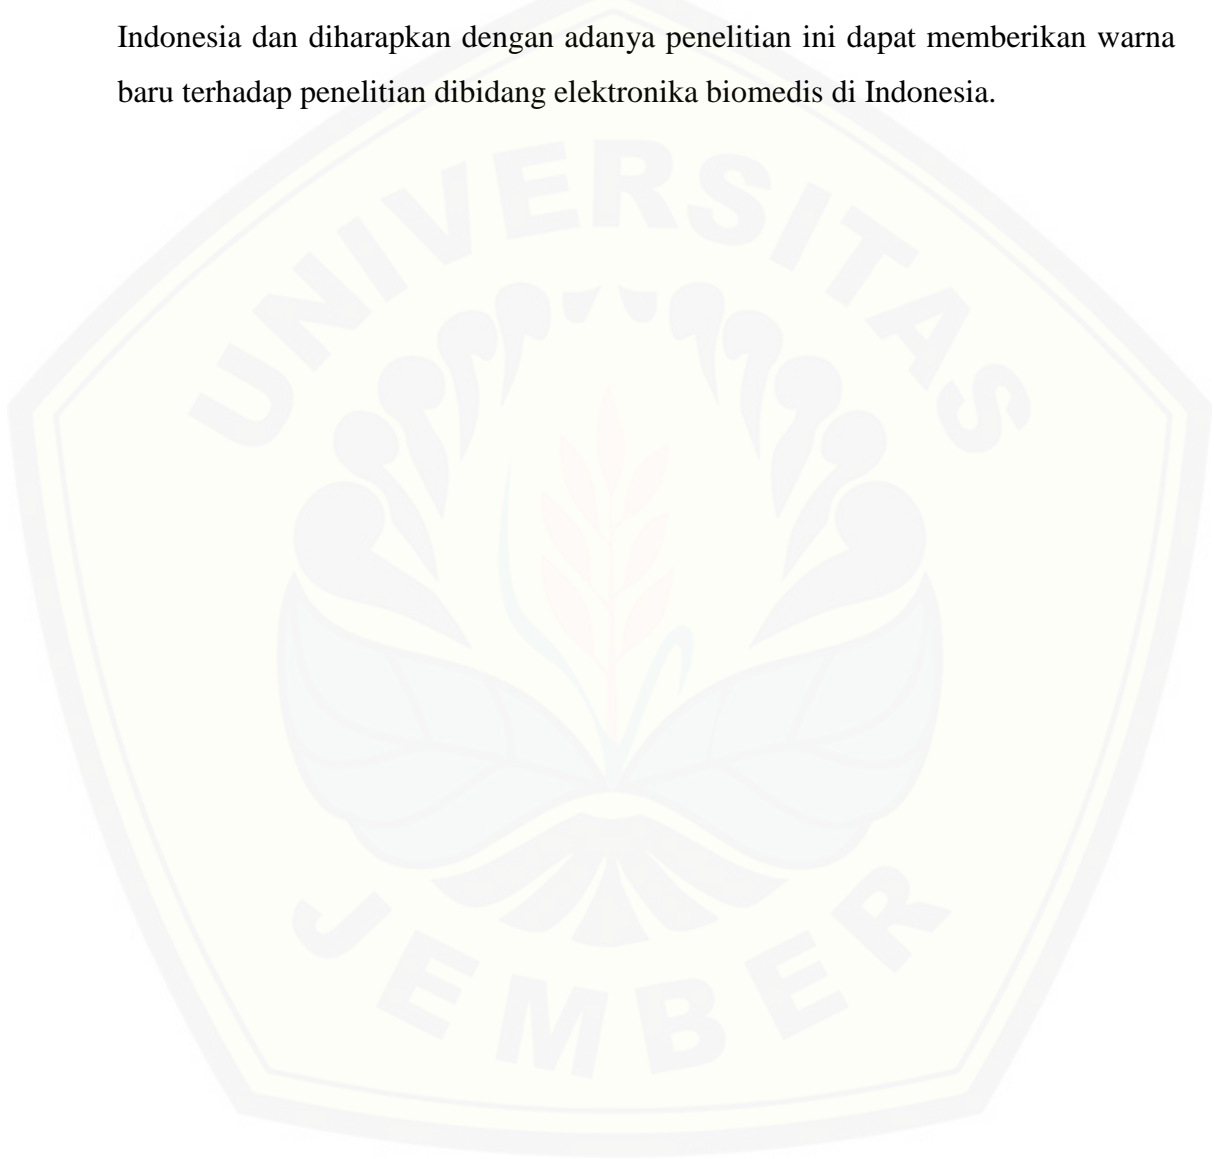 Indonesia dan diharapkan dengan adanya penelitian ini dapat memberikan warna
baru terhadap penelitian dibidang elektronika biomedis di Indonesia.
UNIVERSITAS
JEMBER